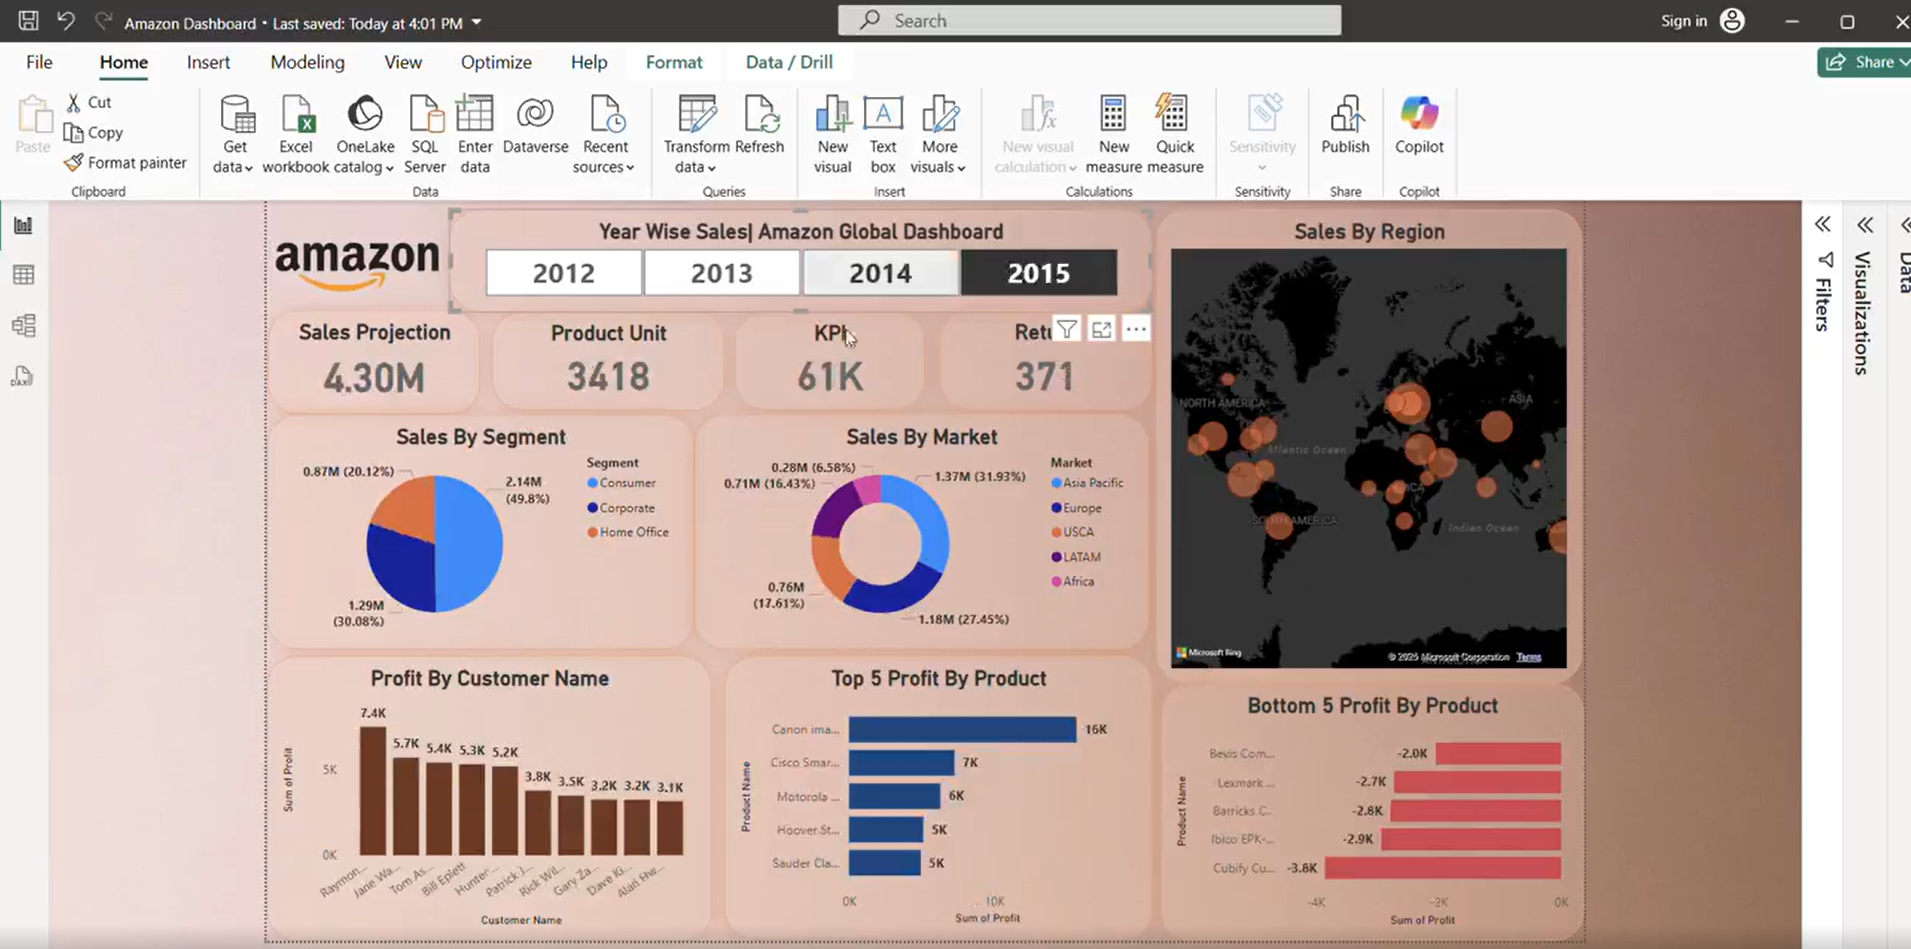 Amazon Dashboard • Last saved: Today at 4:01 PM
Search
Sign in
File Home Insert Modeling View Optimize Help Format Data / Drill
Share
Paste
Cut
Copy
Format painter
Clipboard
Get data
Excel workbook
OneLake catalog
SQL Server
Enter data
Dataverse
Recent sources
Data
Transform data
Refresh
Queries
New visual
Text box
More visuals
Insert
New visual calculation
New measure
Quick measure
Calculations
Sensitivity
Sensitivity
Publish
Share
Copilot
Copilot
amazon
Year Wise Sales| Amazon Global Dashboard
2012 2013 2014 2015
Sales Projection
4.30M
Product Unit
3418
KPI
61K
Retu
371
Sales By Segment
0.87M (20.12%)
2.14M
(49.8%)
1.29M
(30.08%)
Segment
Consumer
Corporate
Home Office
Sales By Market
0.28M (6.58%)
0.71M (16.43%)
1.37M (31.93%)
0.76M
(17.61%)
1.18M (27.45%)
Market
Asia Pacific
Europe
USCA
LATAM
Africa
Sales By Region
NORTH AMERICA
ASIA
Atlantic Ocean
SOUTH AMERICA
Indian Ocean
Microsoft Bing
© 2025 Microsoft Corporation Terms
Filters
Visualizations
Data
Profit By Customer Name
Sum of Profit
5K
0K
7.4K 5.7K 5.4K 5.3K 5.2K 3.8K 3.5K 3.2K 3.2K 3.1K
Raymon... Jane Wa... Tom As... Bill Eplett Hunter... Rick Wil... Gary Za... Dave Ki...
Customer Name
Top 5 Profit By Product
Product Name
Canon ima... 16K
Cisco Smar... 7K
Motorola ... 6K
Hoover St... 5K
Sauder Cla... 5K
0K 10K
Sum of Profit
Bottom 5 Profit By Product
Product Name
Bevis Com... -2.0K
Lexmark ... -2.7K
Barricks C... -2.8K
Ibico EPK-... -2.9K
Cubify Cu... -3.8K
-4K -2K 0K
Sum of Profit